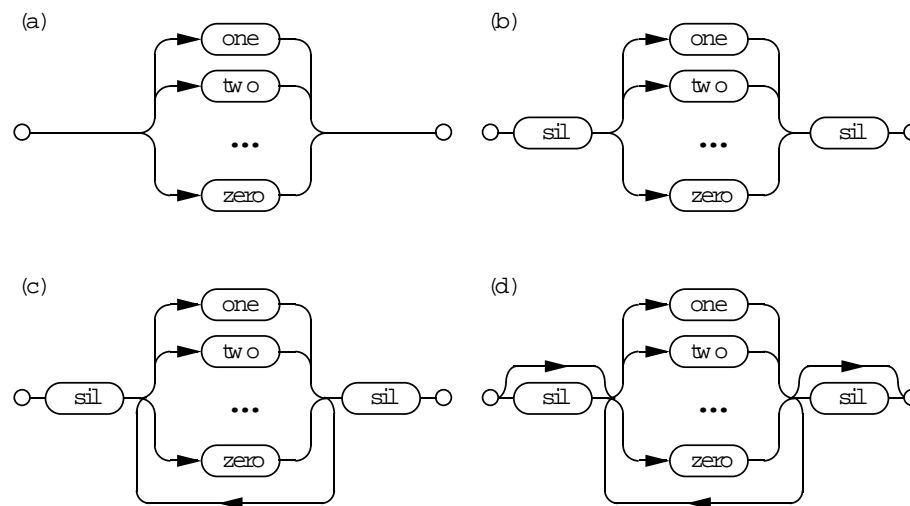 (a) (b)
one one
two two
sil sil
... ...
zero zero
(c) (d)
one one
two two
sil sil sil sil
... ...
zero zero